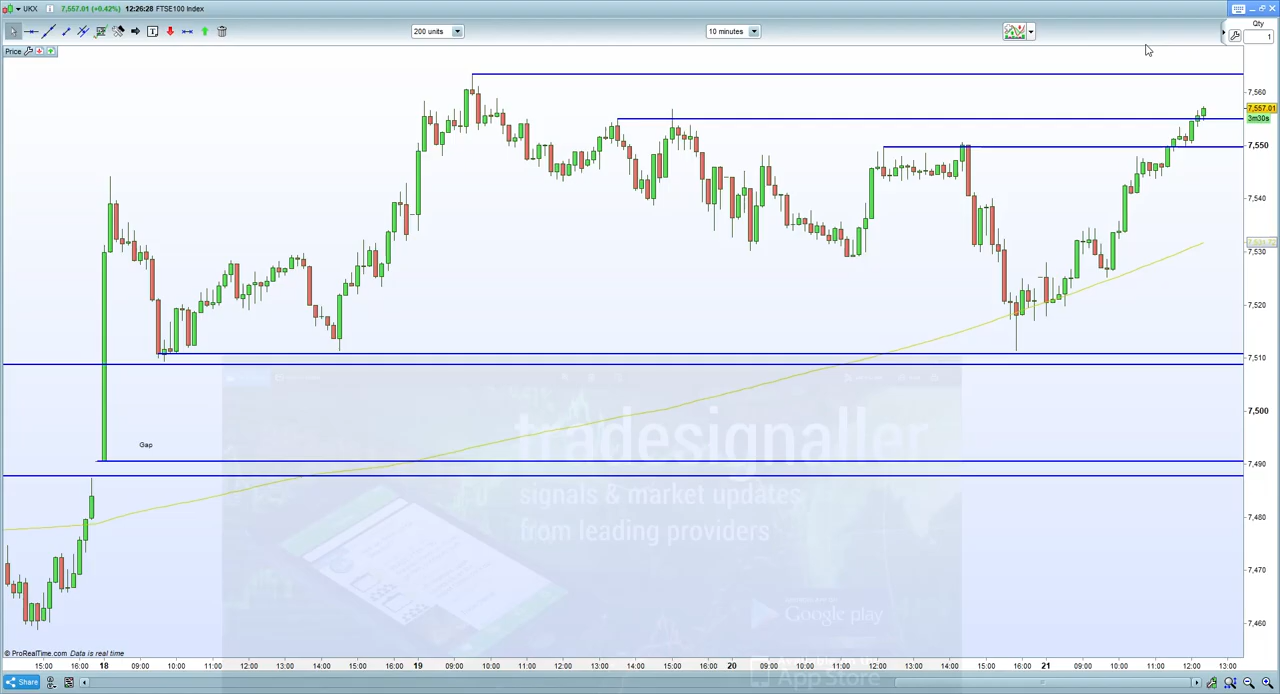 UKX 7,557.01 (+0.42%) 12:26:28 FTSE100 Index
Qty
200 units 10 minutes 1
Price
7,560
7,557.01
3m30s
7,550
7,540
7,530
7,520
7,510
7,500
Gap
7,490
7,480
7,470
7,460
tradesignaller
signals & market updates
from leading providers
Google play
App Store
© ProRealTime.com Data is real time
15:00 16:00 18 09:00 10:00 11:00 12:00 13:00 14:00 15:00 16:00 19 09:00 10:00 11:00 12:00 13:00 14:00 15:00 16:00 20 09:00 10:00 11:00 12:00 13:00 14:00 15:00 16:00 21 09:00 10:00 11:00 12:00 13:00
Share